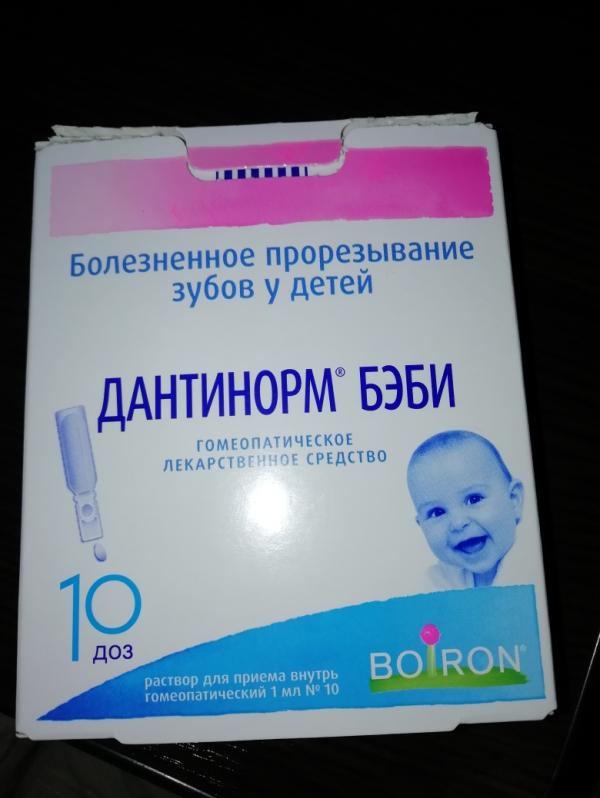 Болезненное прорезывание
зубов у детей
ДАНТИНОРМ® БЭБИ
ГОМЕОПАТИЧЕСКОЕ
ЛЕКАРСТВЕННОЕ СРЕДСТВО
10
доз
раствор для приема внутрь
гомеопатический 1 мл № 10
BOIRON®